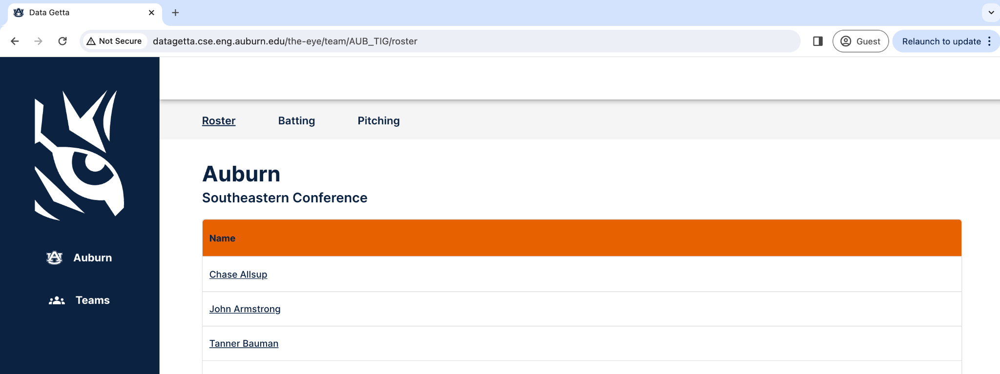 Data Getta
Not Secure datagetta.cse.eng.auburn.edu/the-eye/team/AUB_TIG/roster Guest Relaunch to update
Roster Batting Pitching
Auburn
Southeastern Conference
Name
Chase Allsup
John Armstrong
Tanner Bauman
Auburn
Teams